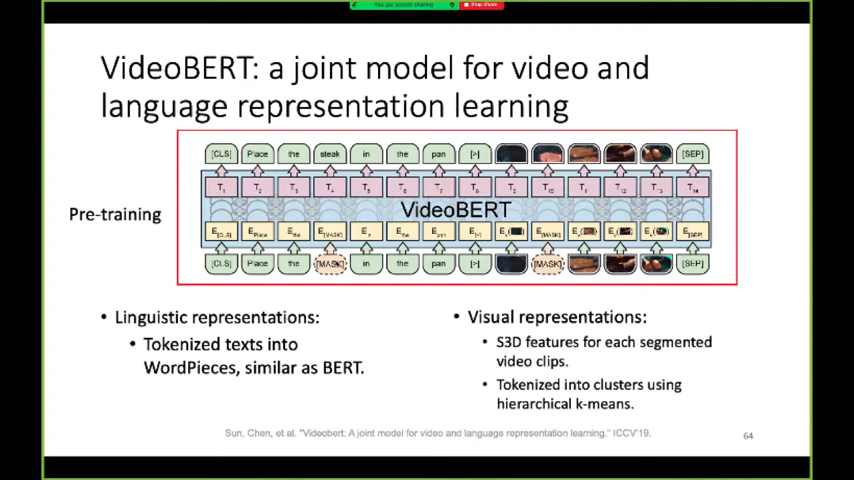 You are screen sharing Stop Share
VideoBERT: a joint model for video and
language representation learning
[CLS] Place the steak in the pan [>] [SEP]
T1 T2 T3 T4 T5 T6 T7 T8 T9 T10 T11 T12 T13 T14
VideoBERT
Pre-training
E[CLS] EPlace Ethe E[MASK] Ein Ethe Epan E[>] Ev( ) E[MASK] Ev( ) Ev( ) Ev( ) E[SEP]
[CLS] Place the [MASK] in the pan [>] [MASK] [SEP]
• Linguistic representations:
• Tokenized texts into
WordPieces, similar as BERT.
• Visual representations:
• S3D features for each segmented
video clips.
• Tokenized into clusters using
hierarchical k-means.
Sun, Chen, et al. "Videobert: A joint model for video and language representation learning." ICCV'19.
64